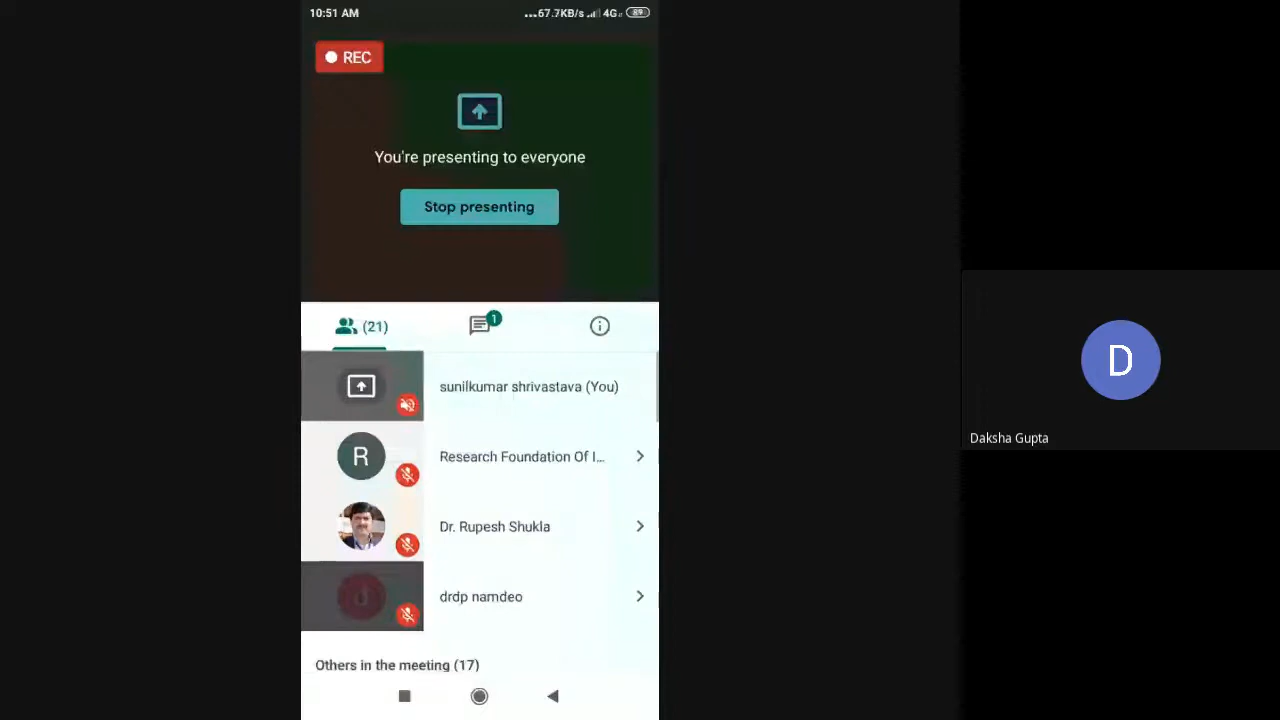 10:51 AM
...67.7KB/s 4G 89
REC
You're presenting to everyone
Stop presenting
(21)
1
sunilkumar shrivastava (You)
R
Research Foundation Of I...
Dr. Rupesh Shukla
drdp namdeo
Others in the meeting (17)
D
Daksha Gupta